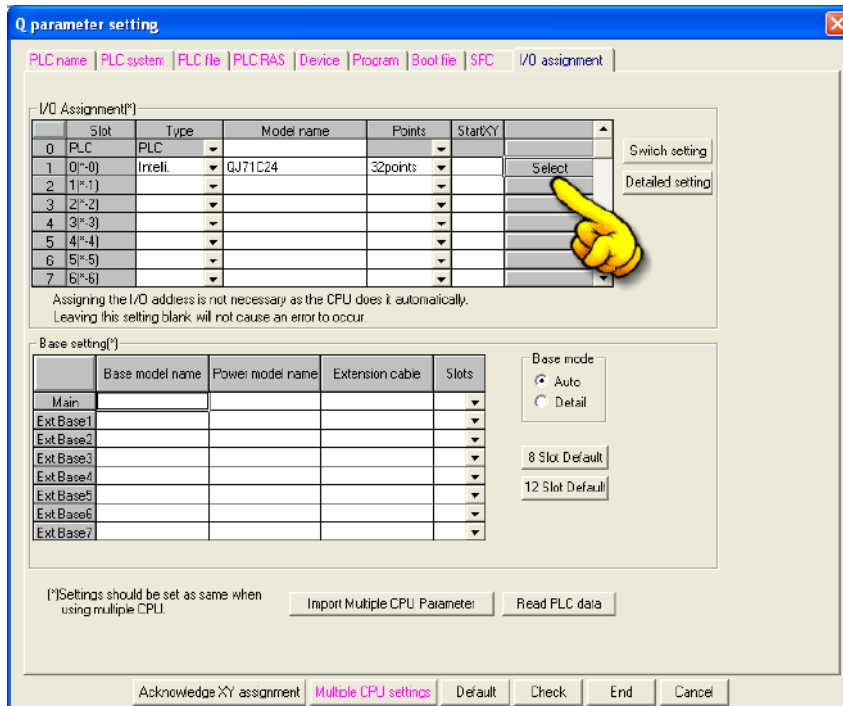 Q parameter setting
PLC name PLC system PLC file PLC RAS Device Program Boot file SFC I/O assignment
I/O Assignment(*)
Slot Type Model name Points StartXY
0 PLC PLC
1 0(*-0) Inteli. QJ71C24 32points Select
2 1(*-1)
3 2(*-2)
4 3(*-3)
5 4(*-4)
6 5(*-5)
7 6(*-6)
Switch setting
Detailed setting
Assigning the I/O address is not necessary as the CPU does it automatically.
Leaving this setting blank will not cause an error to occur.
Base setting(*)
Base model name Power model name Extension cable Slots
Main
Ext.Base1
Ext.Base2
Ext.Base3
Ext.Base4
Ext.Base5
Ext.Base6
Ext.Base7
Base mode
Auto
Detail
8 Slot Default
12 Slot Default
(*)Settings should be set as same when
using multiple CPU.
Import Multiple CPU Parameter Read PLC data
Acknowledge XY assignment Multiple CPU settings Default Check End Cancel